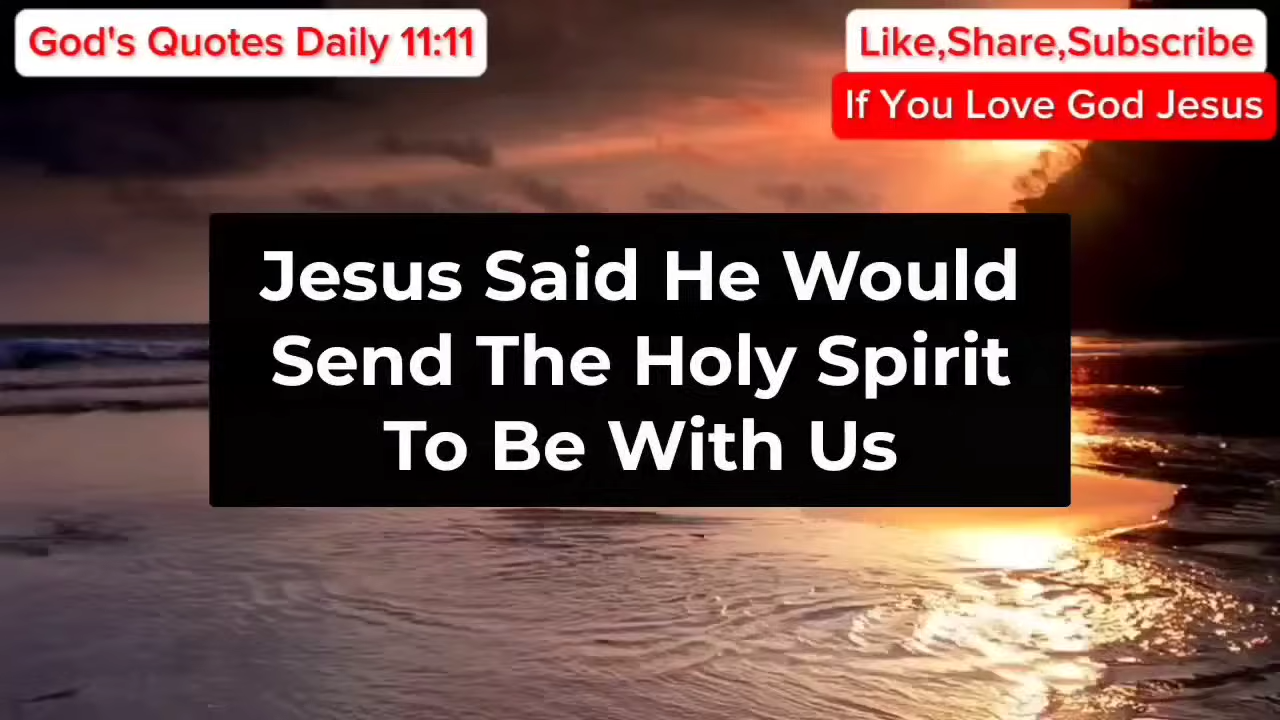 God's Quotes Daily 11:11
Like,Share,Subscribe
If You Love God Jesus
Jesus Said He Would
Send The Holy Spirit
To Be With Us